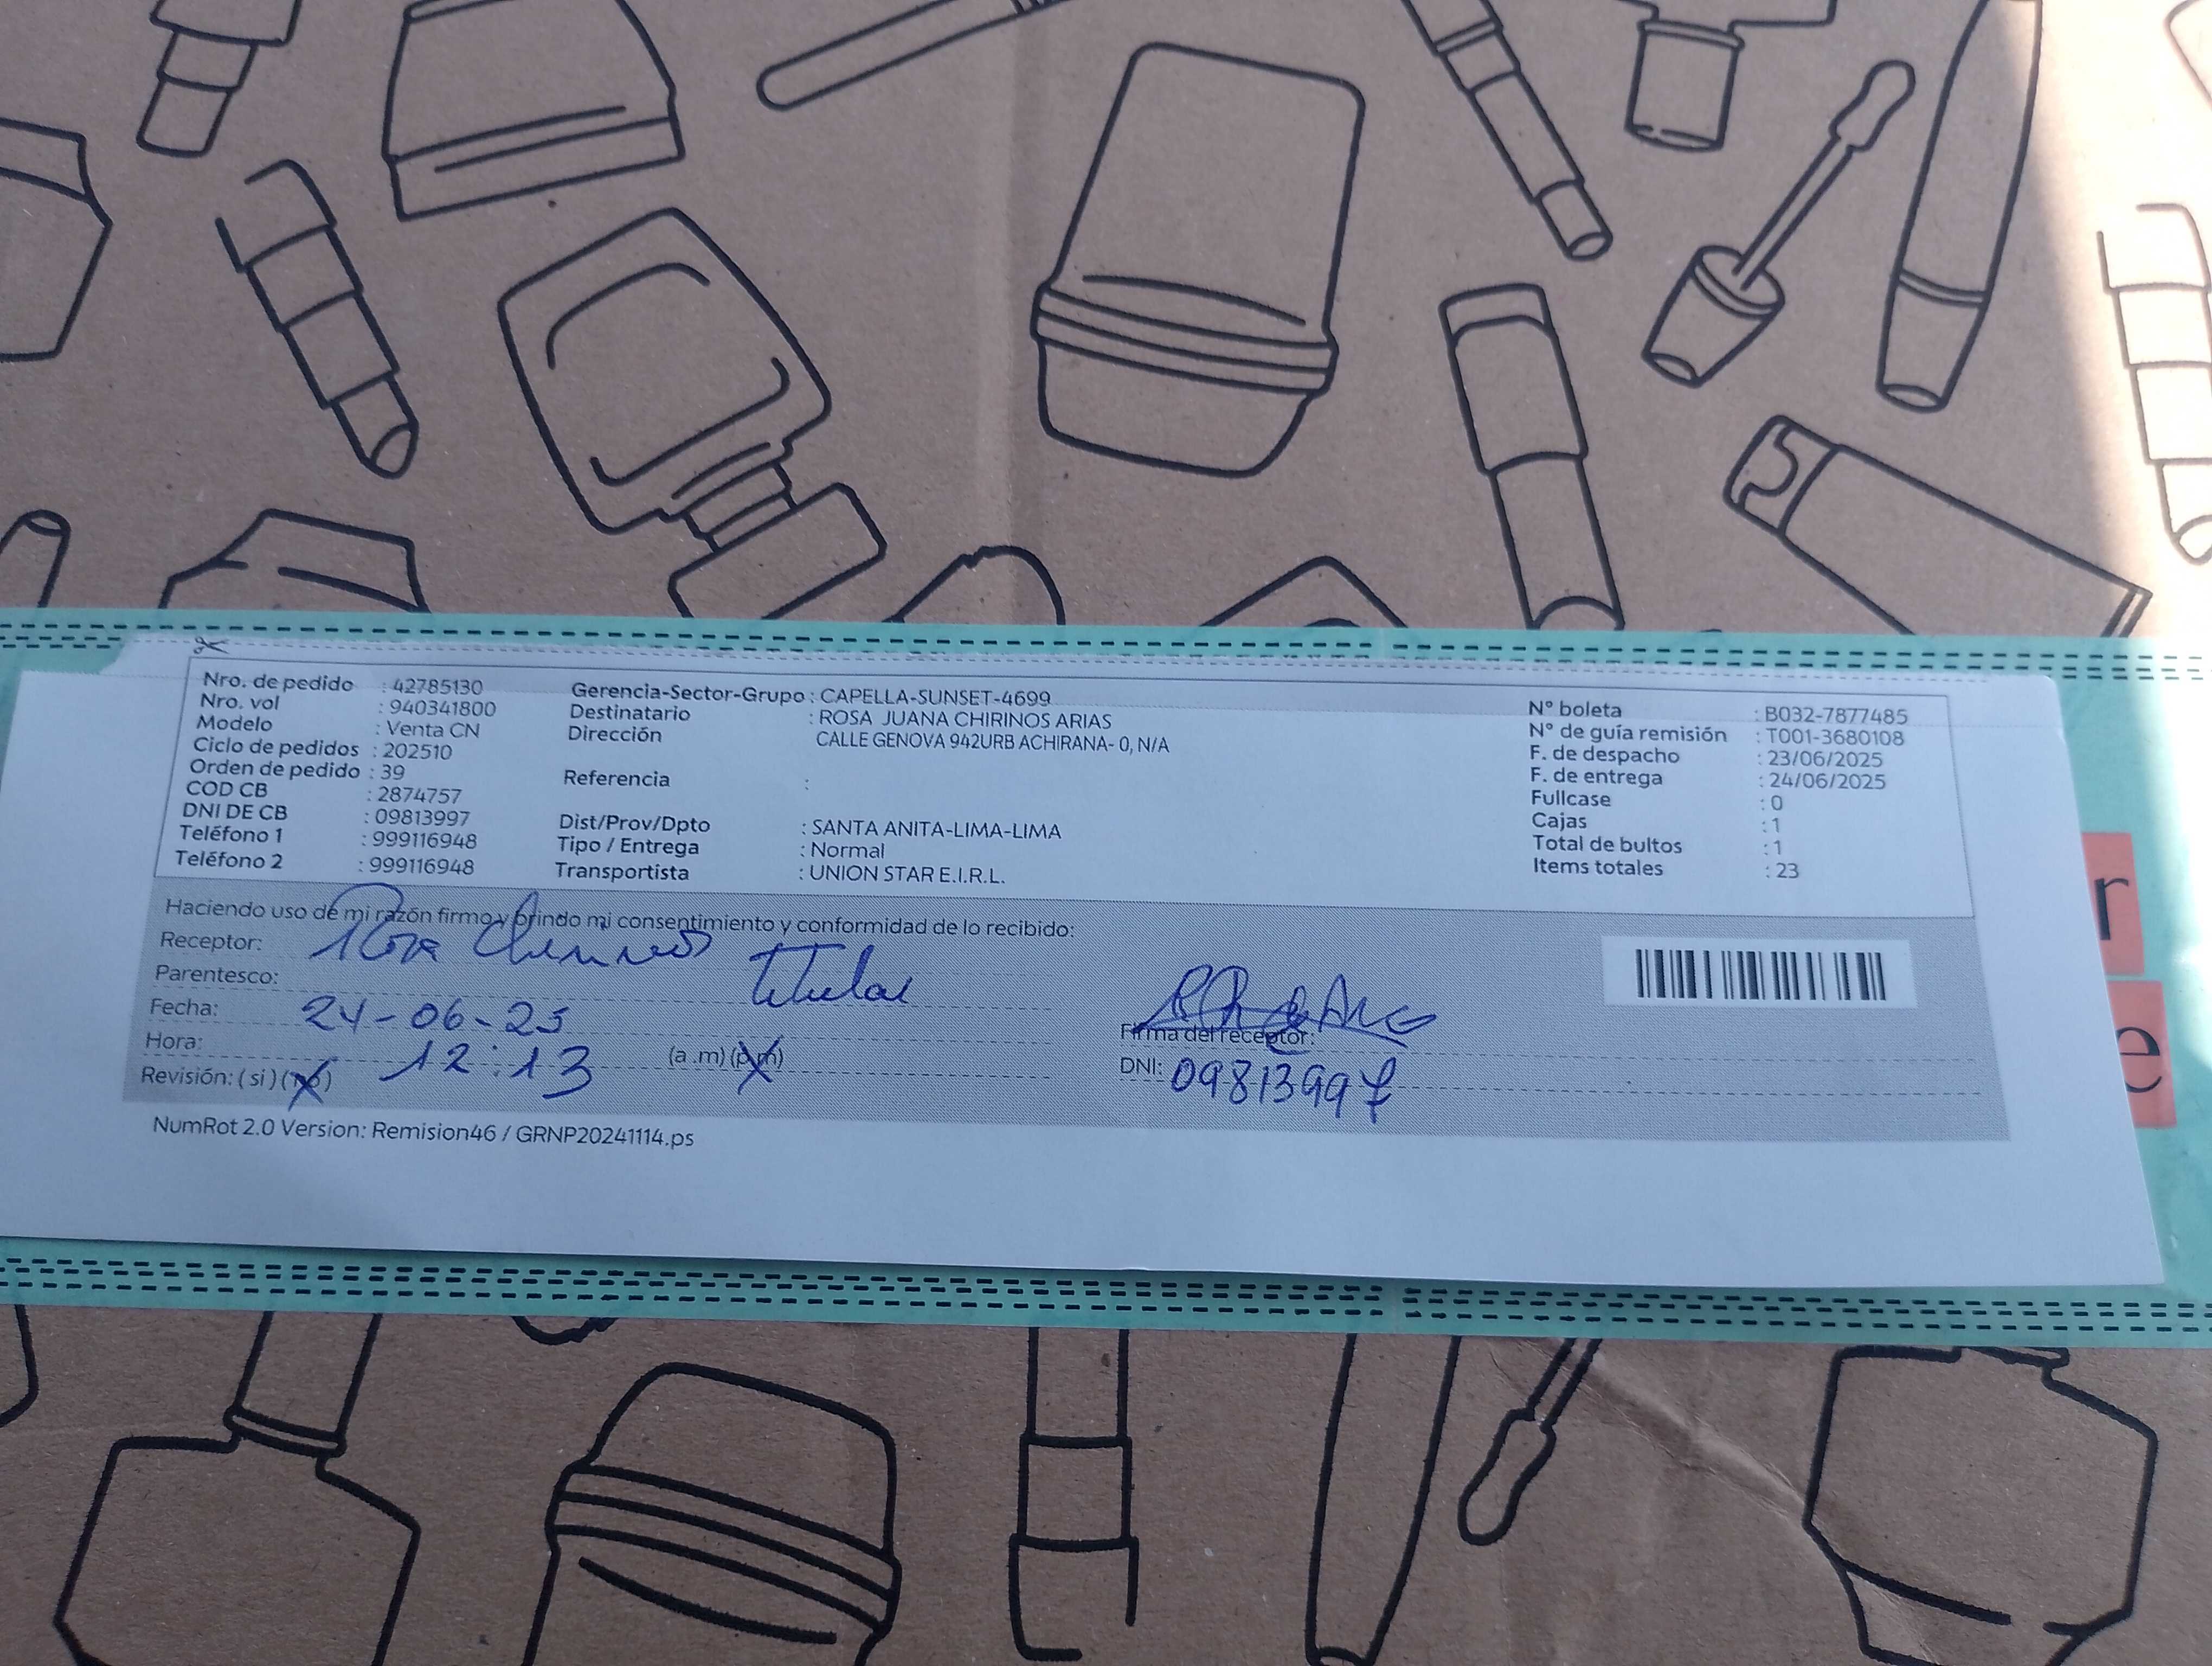 Nro. de pedido : 42785130
Nro. vol : 940341800
Modelo : Venta CN
Ciclo de pedidos : 202510
Orden de pedido : 39
COD CB : 2874757
DNI DE CB : 09813997
Teléfono 1 : 999116948
Teléfono 2 : 999116948
Gerencia-Sector-Grupo : CAPELLA-SUNSET-4699
Destinatario : ROSA JUANA CHIRINOS ARIAS
Dirección CALLE GENOVA 942URB ACHIRANA- 0, N/A
Referencia :
Dist/Prov/Dpto : SANTA ANITA-LIMA-LIMA
Tipo / Entrega : Normal
Transportista : UNION STAR E.I.R.L.
N° boleta : B032-7877485
N° de guía remisión : T001-3680108
F. de despacho : 23/06/2025
F. de entrega : 24/06/2025
Fullcase : 0
Cajas : 1
Total de bultos : 1
Items totales : 23
Haciendo uso de mi razón firmo y brindo mi consentimiento y conformidad de lo recibido:
Receptor: Rosa Chirinos
Parentesco: titular
Fecha: 24-06-25
Hora: 12:13 (a.m) (p.m)
Revisión: (si) (no)
Firma del receptor:
DNI: 09813997
NumRot 2.0 Version: Remision46 / GRNP20241114.ps
r
e